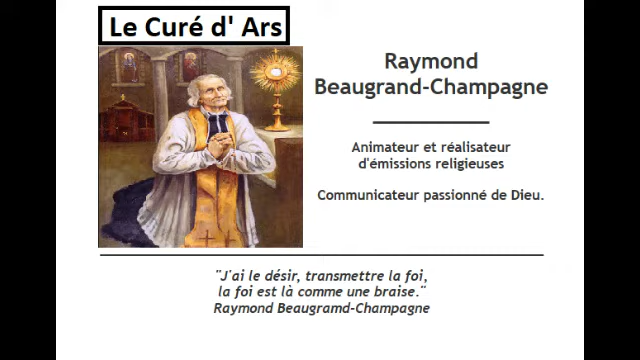 Le Curé d' Ars
Raymond
Beaugrand-Champagne
Animateur et réalisateur
d'émissions religieuses
Communicateur passionné de Dieu.
"J'ai le désir, transmettre la foi,
la foi est là comme une braise."
Raymond Beaugramd-Champagne